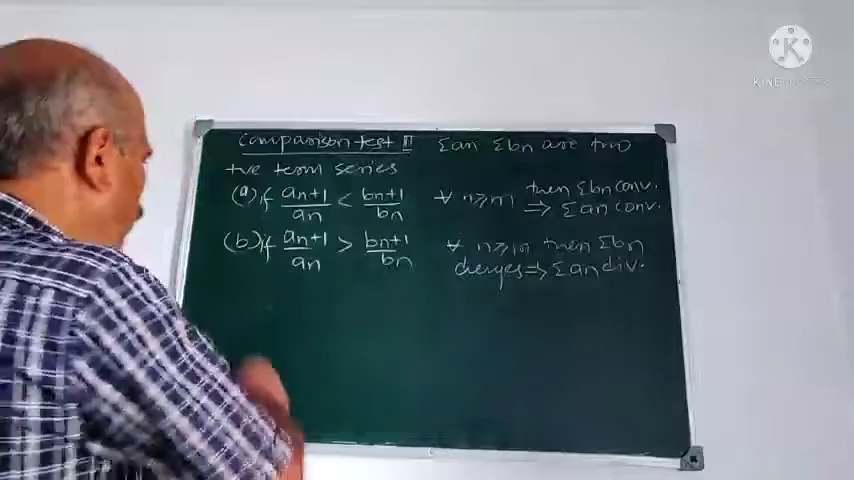 Comparison test II Σan Σbn are two
+ve term series
(a) if an+1/an < bn+1/bn ∀ n≥m then Σbn conv.
⇒ Σan conv.
(b) if an+1/an > bn+1/bn ∀ n≥m then Σbn
diverges ⇒ Σan div.
KINEMASTER